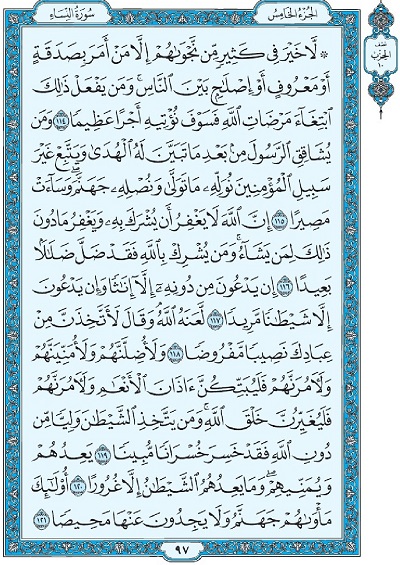 الجزء الخامس
سورة النساء
نصف
الحزب
١٠
۞ لَّا خَيْرَ فِي كَثِيرٍ مِّن نَّجْوَىٰهُمْ إِلَّا مَنْ أَمَرَ بِصَدَقَةٍ
أَوْ مَعْرُوفٍ أَوْ إِصْلَٰحٍۭ بَيْنَ ٱلنَّاسِۚ وَمَن يَفْعَلْ ذَٰلِكَ
ٱبْتِغَآءَ مَرْضَاتِ ٱللَّهِ فَسَوْفَ نُؤْتِيهِ أَجْرًا عَظِيمًا ١١٤ وَمَن
يُشَاقِقِ ٱلرَّسُولَ مِنۢ بَعْدِ مَا تَبَيَّنَ لَهُ ٱلْهُدَىٰ وَيَتَّبِعْ غَيْرَ
سَبِيلِ ٱلْمُؤْمِنِينَ نُوَلِّهِۦ مَا تَوَلَّىٰ وَنُصْلِهِۦ جَهَنَّمَۖ وَسَآءَتْ
مَصِيرًا ١١٥ إِنَّ ٱللَّهَ لَا يَغْفِرُ أَن يُشْرَكَ بِهِۦ وَيَغْفِرُ مَا دُونَ
ذَٰلِكَ لِمَن يَشَآءُۚ وَمَن يُشْرِكْ بِٱللَّهِ فَقَدْ ضَلَّ ضَلَٰلًۢا
بَعِيدًا ١١٦ إِن يَدْعُونَ مِن دُونِهِۦٓ إِلَّآ إِنَٰثًا وَإِن يَدْعُونَ
إِلَّا شَيْطَٰنًا مَّرِيدًا ١١٧ لَّعَنَهُ ٱللَّهُۘ وَقَالَ لَأَتَّخِذَنَّ مِنْ
عِبَادِكَ نَصِيبًا مَّفْرُوضًا ١١٨ وَلَأُضِلَّنَّهُمْ وَلَأُمَنِّيَنَّهُمْ
وَلَءَامُرَنَّهُمْ فَلَيُبَتِّكُنَّ ءَاذَانَ ٱلْأَنْعَٰمِ وَلَءَامُرَنَّهُمْ
فَلَيُغَيِّرُنَّ خَلْقَ ٱللَّهِۚ وَمَن يَتَّخِذِ ٱلشَّيْطَٰنَ وَلِيًّا مِّن
دُونِ ٱللَّهِ فَقَدْ خَسِرَ خُسْرَانًا مُّبِينًا ١١٩ يَعِدُهُمْ
وَيُمَنِّيهِمْۖ وَمَا يَعِدُهُمُ ٱلشَّيْطَٰنُ إِلَّا غُرُورًا ١٢٠ أُو۟لَٰٓئِكَ
مَأْوَىٰهُمْ جَهَنَّمُ وَلَا يَجِدُونَ عَنْهَا مَحِيصًا ١٢١
٩٧